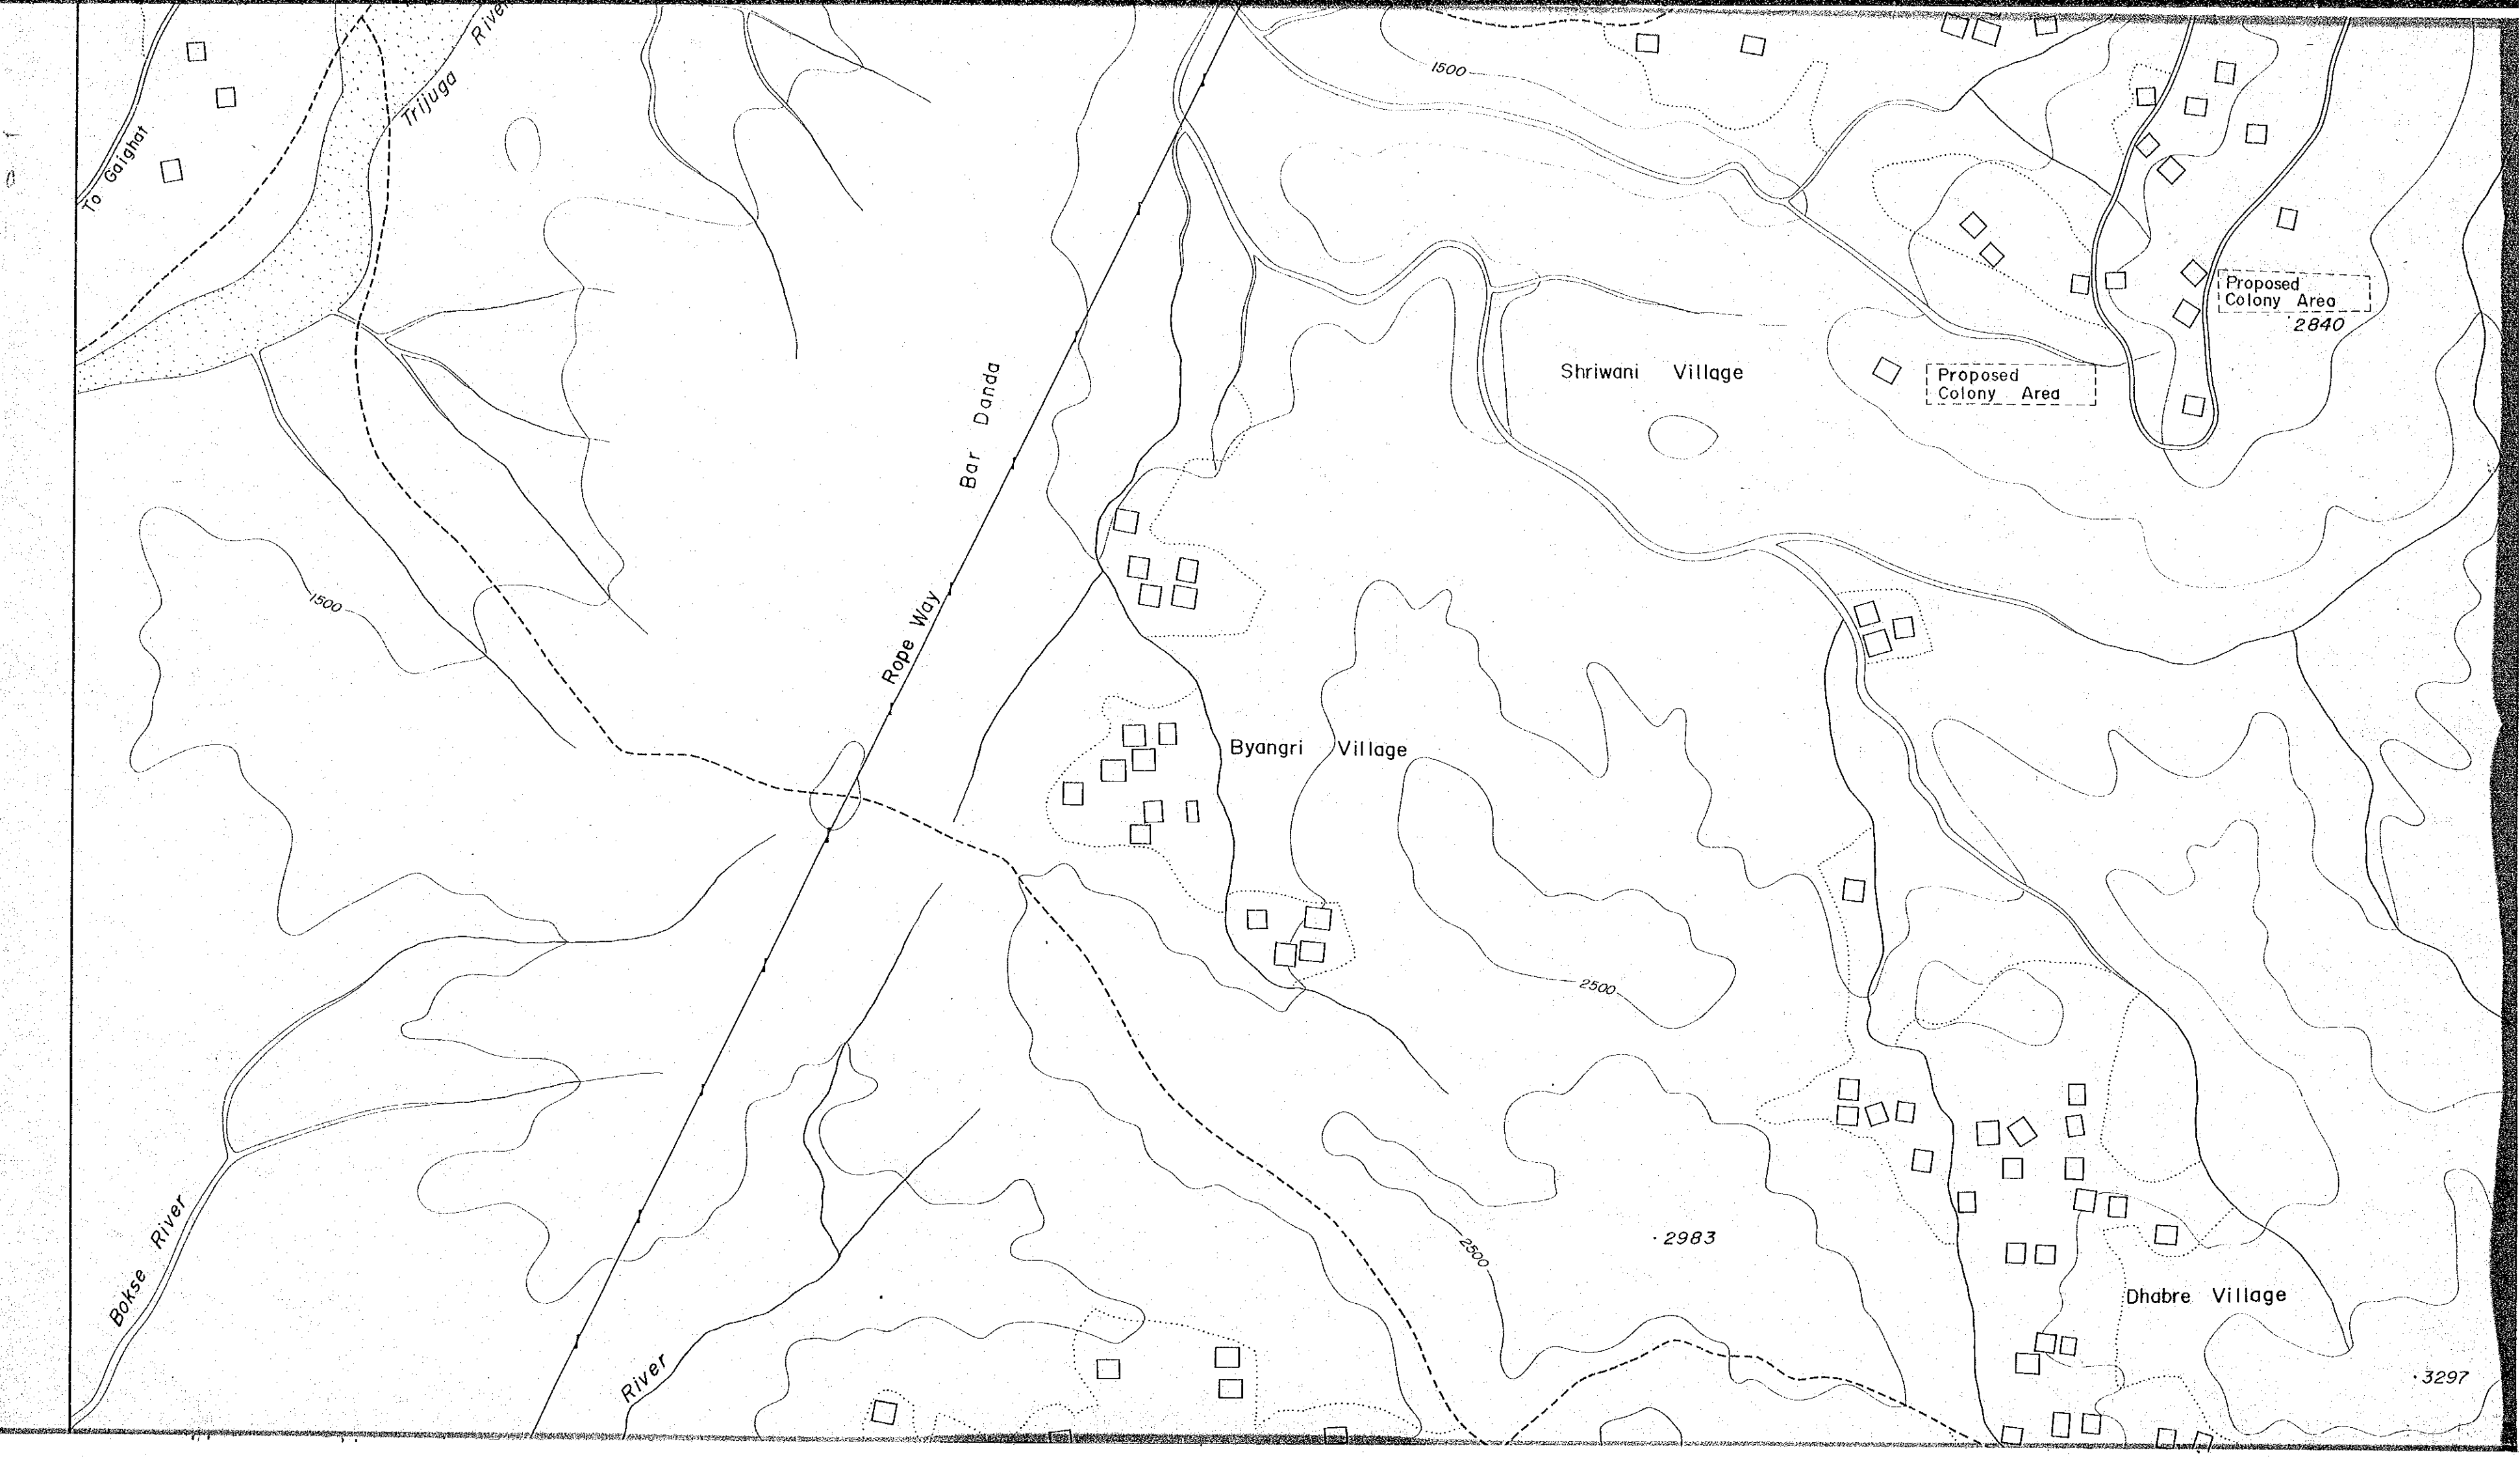 River
Trijuga
To Gaighat
1500
Proposed
Colony Area
2840
Shriwani Village
Proposed
Colony Area
Bar Danda
1500
Rope Way
Byangri Village
2500
Bokse River
2983
2500
Dhabre Village
River
3297